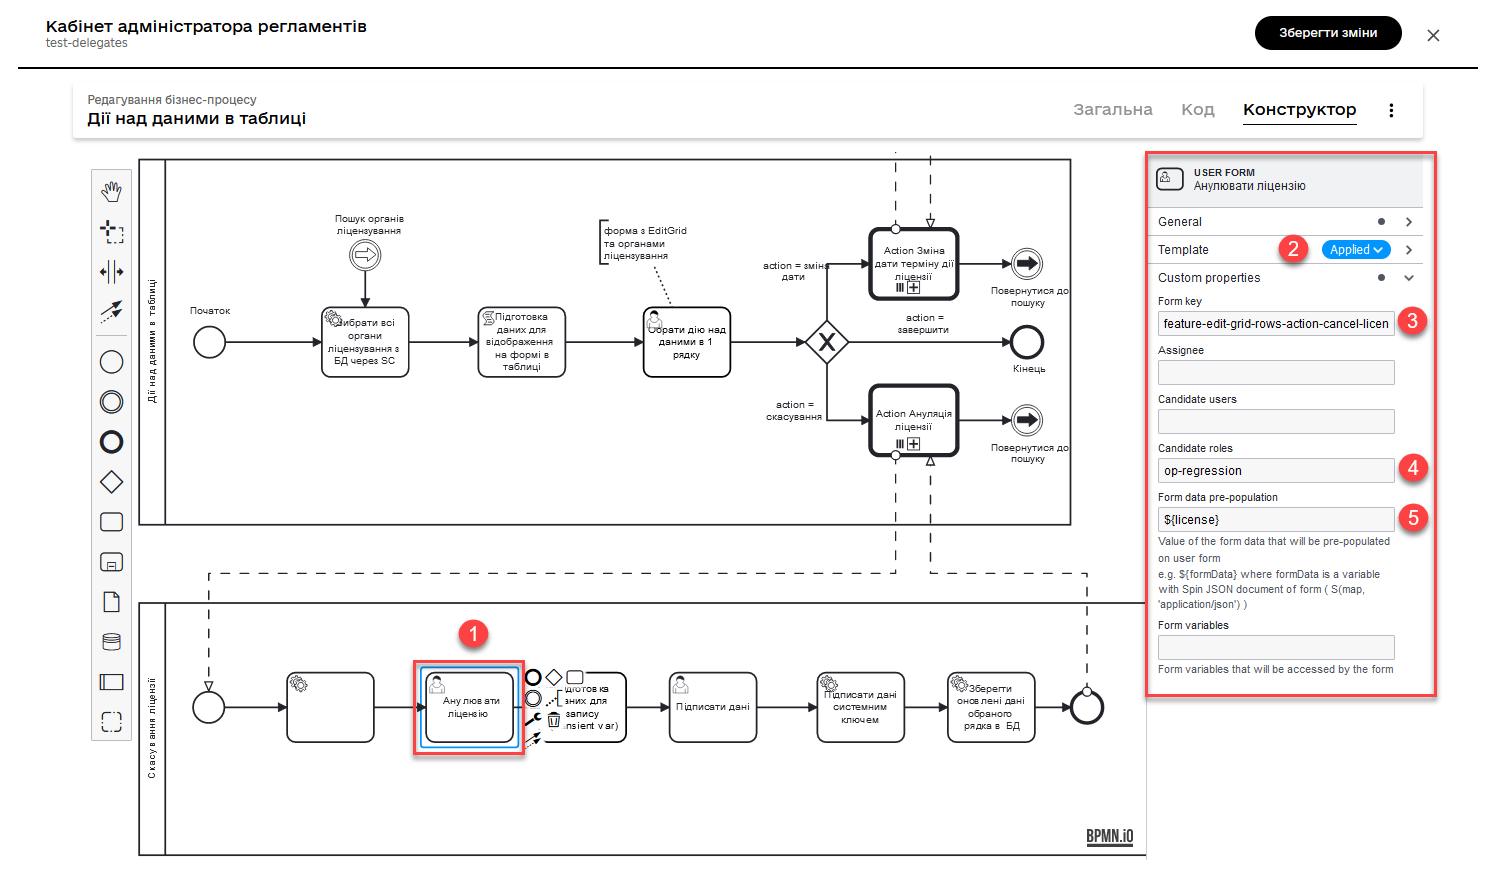 Кабінет адміністратора регламентів
test-delegates
Зберегти зміни
Редагування бізнес-процесу
Дії над даними в таблиці
Загальна
Код
Конструктор
Дії над даними в таблиці
Початок
Пошук органів
ліцензування
Вибрати всі
органи
ліцензування з
БД через SC
Підготовка
даних для
відображення
на формі в
таблиці
форма з EditGrid
та органами
ліцензування
Обрати дію над
даними в 1
рядку
action = зміна
дати
Action Зміна
дати терміну дії
ліцензії
Повернутися до
пошуку
action =
завершити
Кінець
action =
скасування
Action Ануляція
ліцензії
Повернутися до
пошуку
Скасування ліцензії
1
Анулювати
ліцензію
даних для
запису
Підписати дані
Підписати дані
системним
ключем
Зберегти
оновлені дані
обраного
рядка в БД
BPMN.iO
USER FORM
Анулювати ліцензію
General
Template
2
Applied
Custom properties
Form key
feature-edit-grid-rows-action-cancel-licen
3
Assignee
Candidate users
Candidate roles
op-regression
4
Form data pre-population
${license}
5
Value of the form data that will be pre-populated
on user form
e.g. ${formData} where formData is a variable
with Spin JSON document of form ( S(map,
'application/json') )
Form variables
Form variables that will be accessed by the form